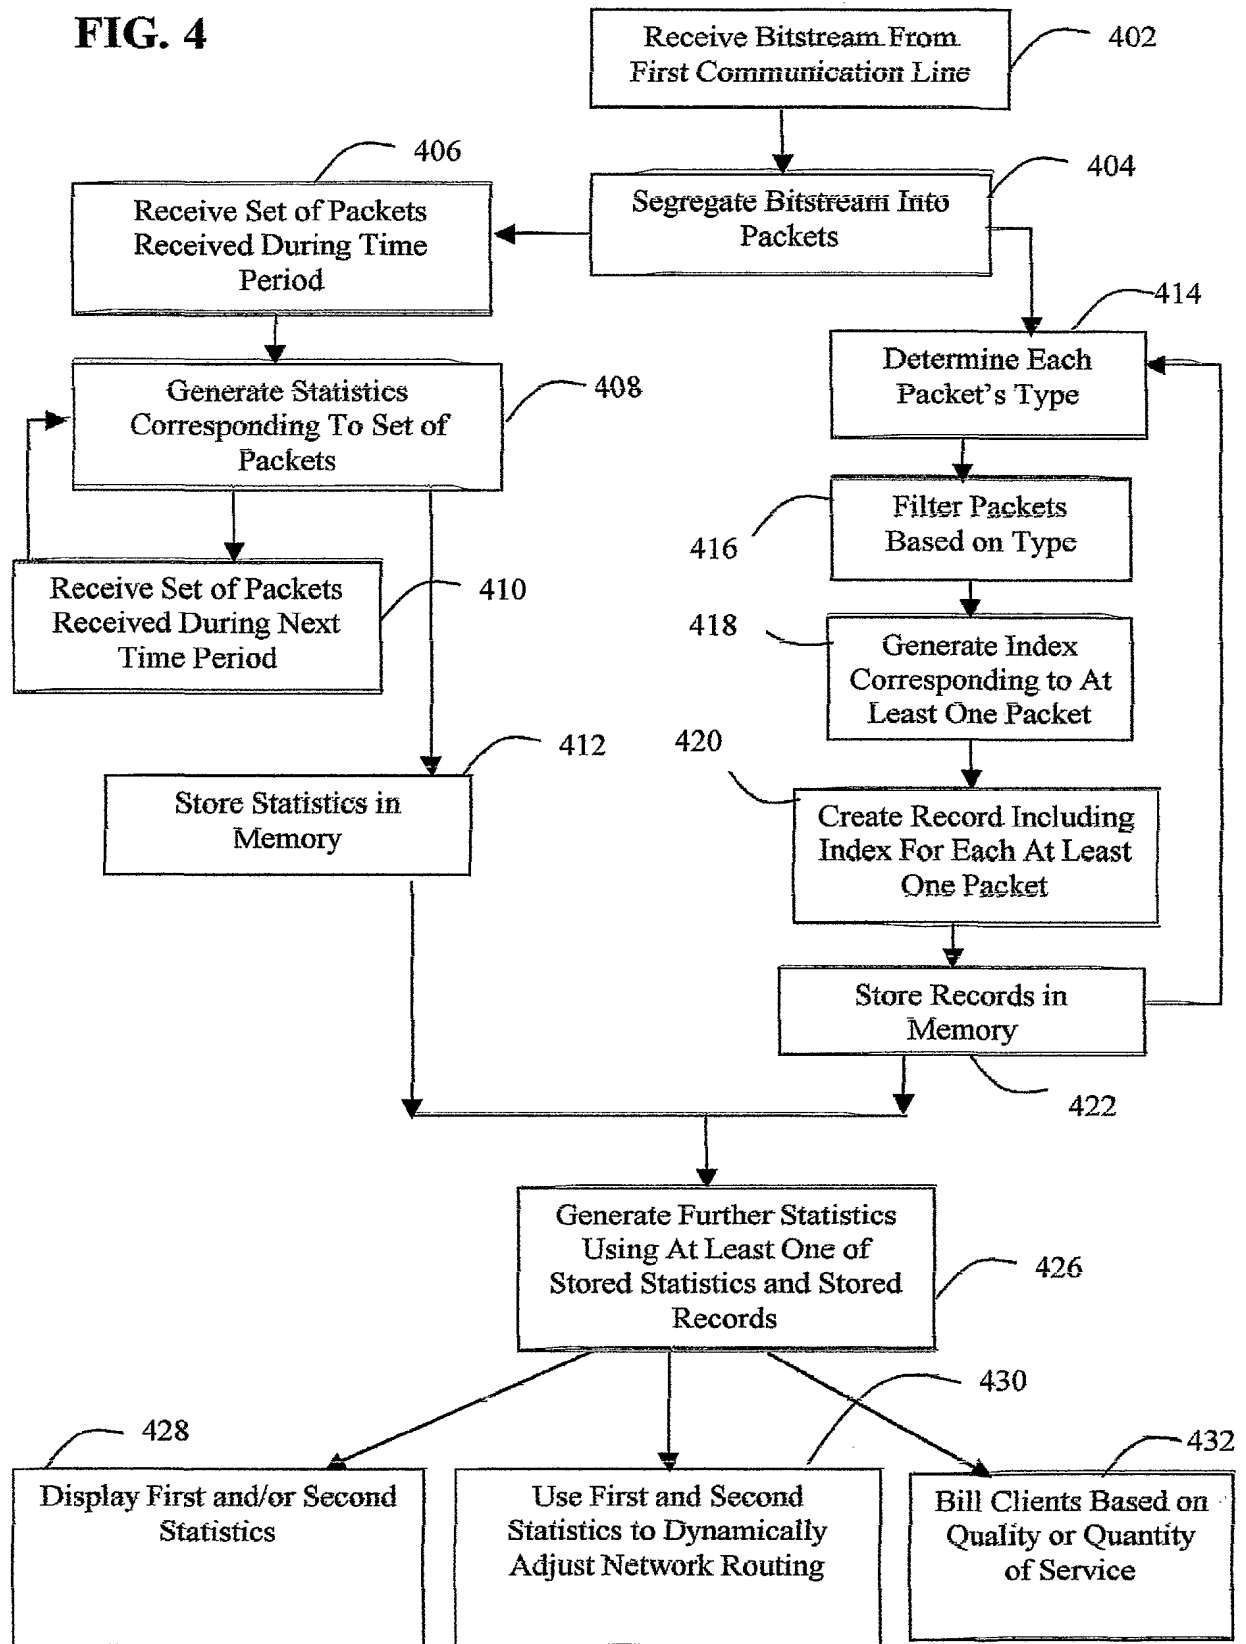 FIG. 4
Receive Bitstream From
First Communication Line
402
406
404
Segregate Bitstream Into
Packets
Receive Set of Packets
Received During Time
Period
414
Determine Each
Packet's Type
Generate Statistics
Corresponding To Set of
Packets
408
Filter Packets
Based on Type
416
Receive Set of Packets
Received During Next
Time Period
410
418
Generate Index
Corresponding to At
Least One Packet
412
420
Store Statistics in
Memory
Create Record Including
Index For Each At Least
One Packet
Store Records in
Memory
422
Generate Further Statistics
Using At Least One of
Stored Statistics and Stored
Records
426
430
428
432
Display First and/or Second
Statistics
Use First and Second
Statistics to Dynamically
Adjust Network Routing
Bill Clients Based on
Quality or Quantity
of Service